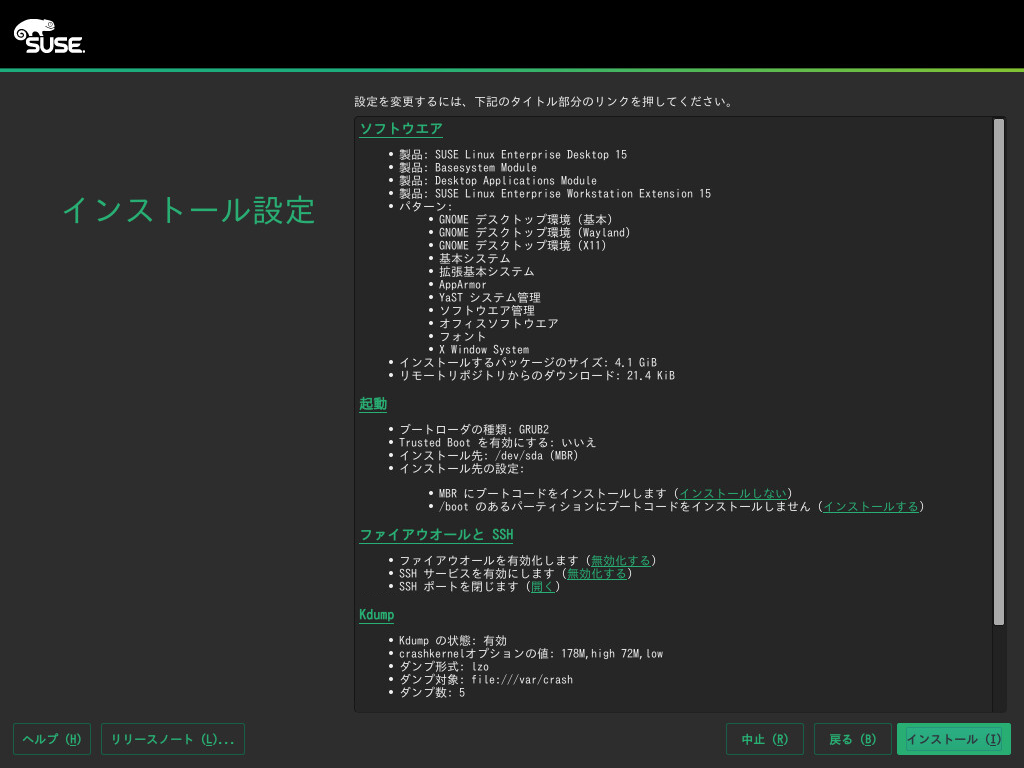 SUSE.
設定を変更するには、下記のタイトル部分のリンクを押してください。
インストール設定
ソフトウエア
• 製品: SUSE Linux Enterprise Desktop 15
• 製品: Basesystem Module
• 製品: Desktop Applications Module
• 製品: SUSE Linux Enterprise Workstation Extension 15
• パターン:
• GNOME デスクトップ環境 (基本)
• GNOME デスクトップ環境 (Wayland)
• GNOME デスクトップ環境 (X11)
• 基本システム
• 拡張基本システム
• AppArmor
• YaST システム管理
• ソフトウエア管理
• オフィスソフトウエア
• フォント
• X Window System
• インストールするパッケージのサイズ: 4.1 GiB
• リモートリポジトリからのダウンロード: 21.4 KiB
起動
• ブートローダの種類: GRUB2
• Trusted Boot を有効にする: いいえ
• インストール先: /dev/sda (MBR)
• インストール先の設定:
• MBR にブートコードをインストールします (インストールしない)
• /boot のあるパーティションにブートコードをインストールしません (インストールする)
ファイアウオールと SSH
• ファイアウオールを有効化します (無効化する)
• SSH サービスを有効にします (無効化する)
• SSH ポートを閉じます (開く)
Kdump
• Kdump の状態: 有効
• crashkernelオプションの値: 178M,high 72M,low
• ダンプ形式: lzo
• ダンプ対象: file:///var/crash
• ダンプ数: 5
ヘルプ (H)
リリースノート (L)...
中止 (R)
戻る (B)
インストール (I)